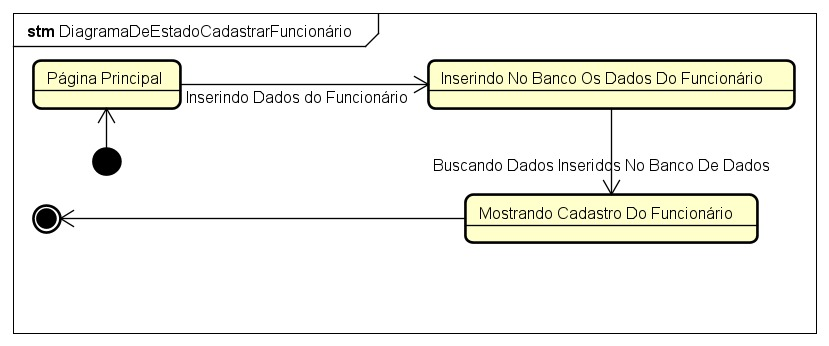 stm DiagramaDeEstadoCadastrarFuncionário
Página Principal
Inserindo Dados do Funcionário
Inserindo No Banco Os Dados Do Funcionário
Buscando Dados Inseridos No Banco De Dados
Mostrando Cadastro Do Funcionário